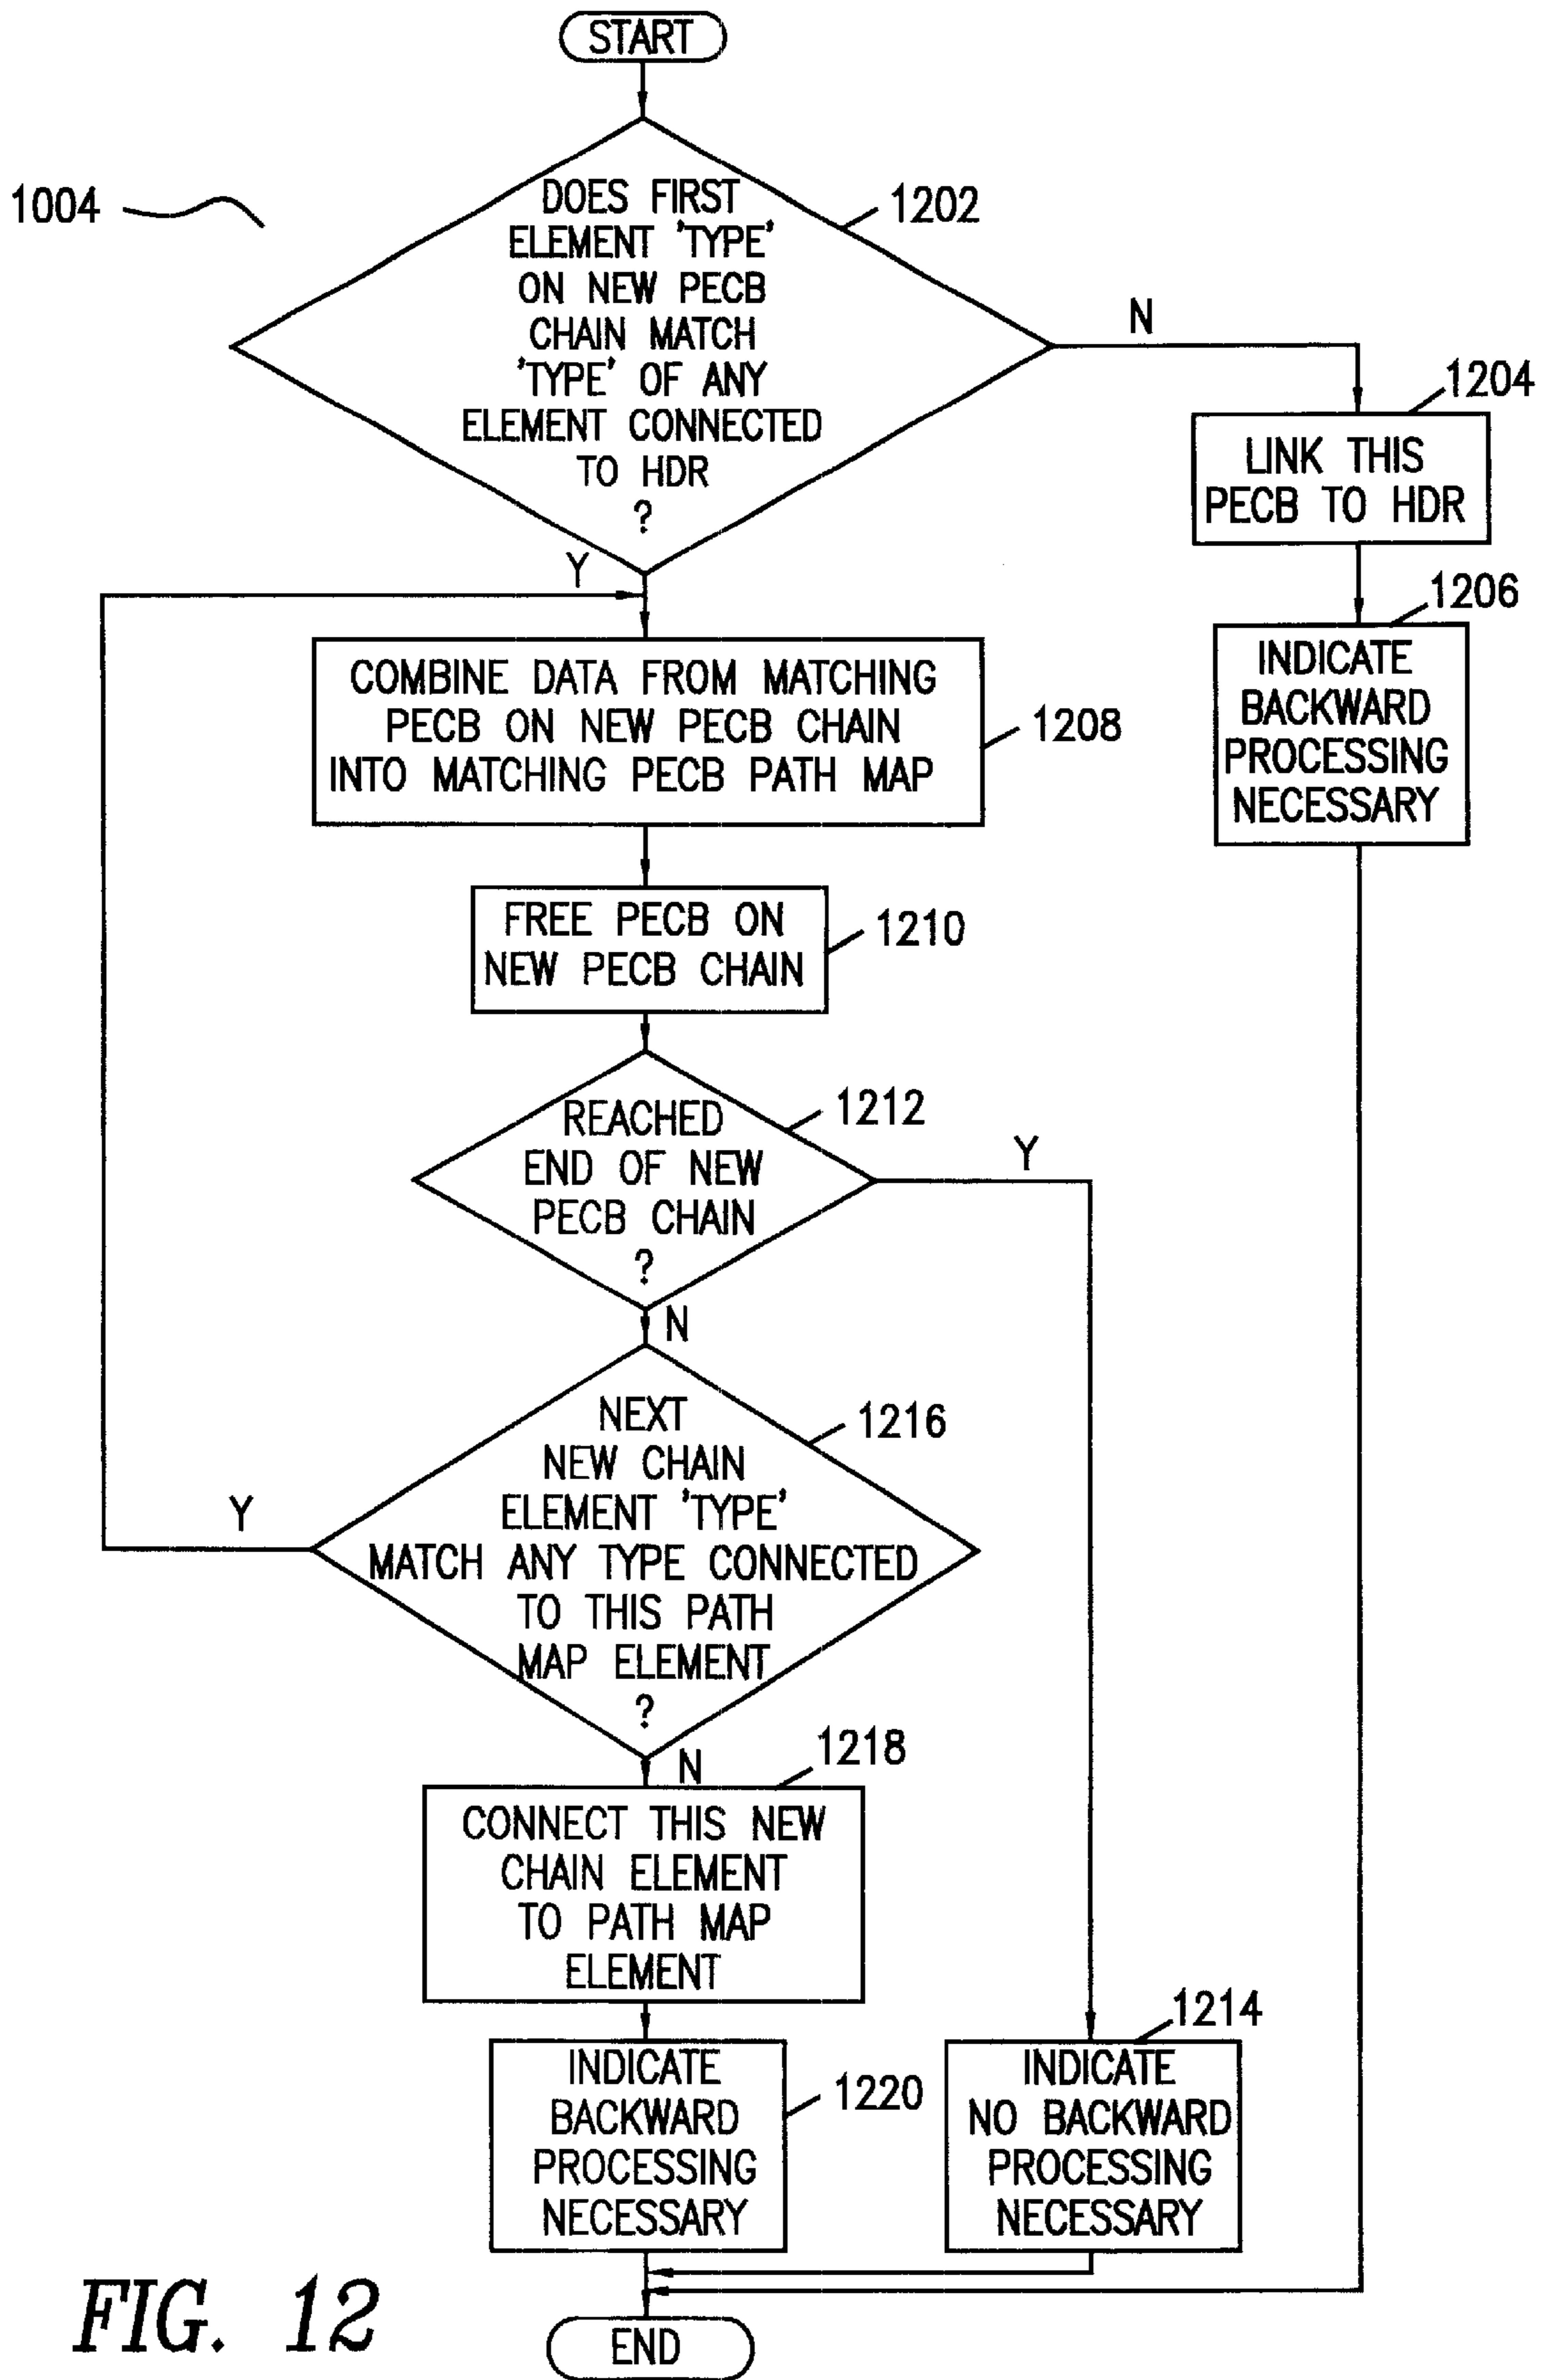 START
1004
DOES FIRST
ELEMENT 'TYPE'
ON NEW PECB
CHAIN MATCH
'TYPE' OF ANY
ELEMENT CONNECTED
TO HDR
?
1202
N
1204
LINK THIS
PECB TO HDR
1206
INDICATE
BACKWARD
PROCESSING
NECESSARY
Y
COMBINE DATA FROM MATCHING
PECB ON NEW PECB CHAIN
INTO MATCHING PECB PATH MAP
1208
FREE PECB ON
NEW PECB CHAIN
1210
REACHED
END OF NEW
PECB CHAIN
?
1212
Y
N
NEXT
NEW CHAIN
ELEMENT 'TYPE'
MATCH ANY TYPE CONNECTED
TO THIS PATH
MAP ELEMENT
?
1216
Y
N
1218
CONNECT THIS NEW
CHAIN ELEMENT
TO PATH MAP
ELEMENT
INDICATE
BACKWARD
PROCESSING
NECESSARY
1220
1214
INDICATE
NO BACKWARD
PROCESSING
NECESSARY
END
FIG. 12